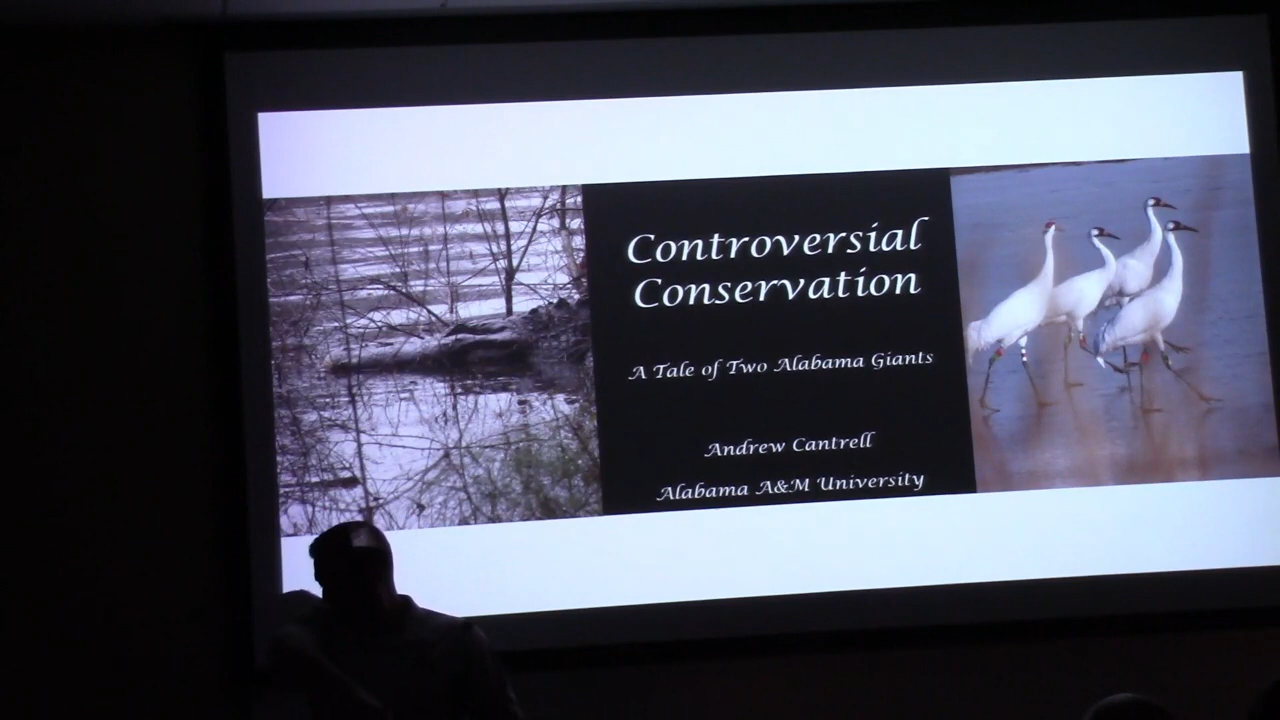 Controversial
Conservation
A Tale of Two Alabama Giants
Andrew Cantrell
Alabama A&M University